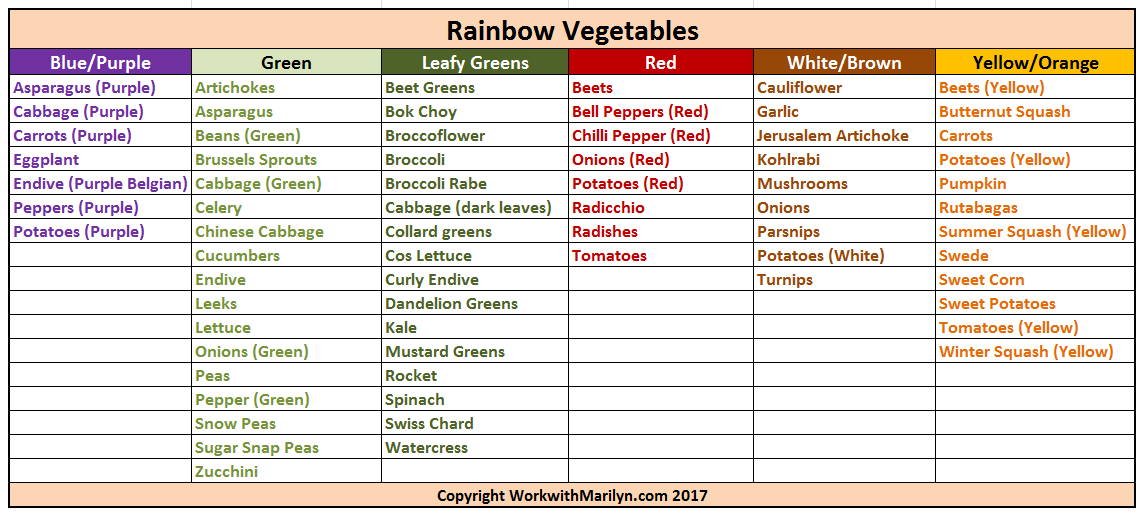 Rainbow Vegetables
Blue/Purple Green Leafy Greens Red White/Brown Yellow/Orange
Asparagus (Purple) Artichokes Beet Greens Beets Cauliflower Beets (Yellow)
Cabbage (Purple) Asparagus Bok Choy Bell Peppers (Red) Garlic Butternut Squash
Carrots (Purple) Beans (Green) Broccoflower Chilli Pepper (Red) Jerusalem Artichoke Carrots
Eggplant Brussels Sprouts Broccoli Onions (Red) Kohlrabi Potatoes (Yellow)
Endive (Purple Belgian) Cabbage (Green) Broccoli Rabe Potatoes (Red) Mushrooms Pumpkin
Peppers (Purple) Celery Cabbage (dark leaves) Radicchio Onions Rutabagas
Potatoes (Purple) Chinese Cabbage Collard greens Radishes Parsnips Summer Squash (Yellow)
Cucumbers Cos Lettuce Tomatoes Potatoes (White) Swede
Endive Curly Endive Turnips Sweet Corn
Leeks Dandelion Greens Sweet Potatoes
Lettuce Kale Tomatoes (Yellow)
Onions (Green) Mustard Greens Winter Squash (Yellow)
Peas Rocket
Pepper (Green) Spinach
Snow Peas Swiss Chard
Sugar Snap Peas Watercress
Zucchini
Copyright WorkwithMarilyn.com 2017